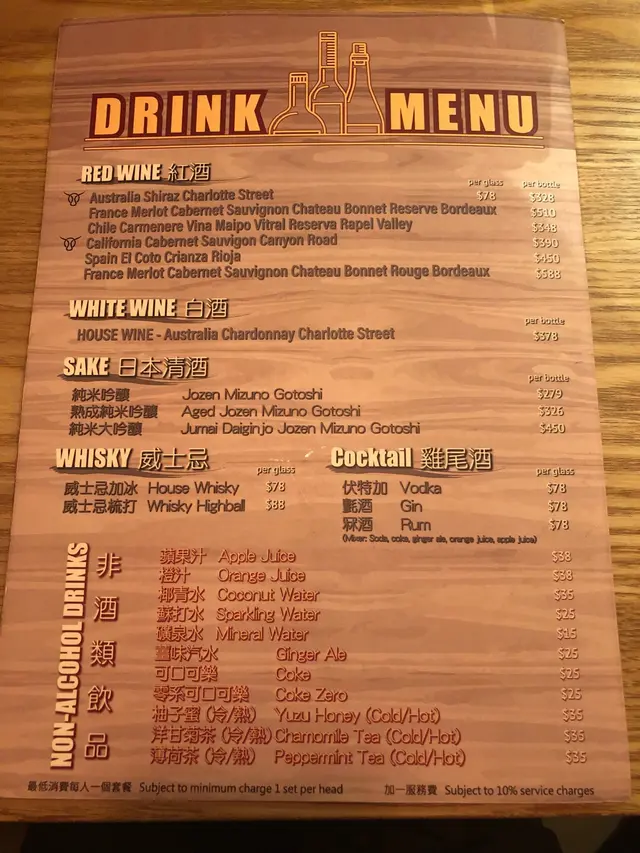 DRINK MENU
RED WINE 紅酒 per glass per bottle
Australia Shiraz Charlotte Street $78 $328
France Merlot Cabernet Sauvignon Chateau Bonnet Reserve Bordeaux $510
Chile Carmenere Vina Maipo Vitral Reserva Rapel Valley $348
California Cabernet Sauvigon Canyon Road $390
Spain El Coto Crianza Rioja $450
France Merlot Cabernet Sauvignon Chateau Bonnet Rouge Bordeaux $588
WHITE WINE 白酒 per bottle
HOUSE WINE - Australia Chardonnay Charlotte Street $378
SAKE 日本清酒 per bottle
純米吟釀 Jozen Mizuno Gotoshi $279
熟成純米吟釀 Aged Jozen Mizuno Gotoshi $326
純米大吟釀 Jumai Daiginjo Jozen Mizuno Gotoshi $450
WHISKY 威士忌 per glass
威士忌加冰 House Whisky $78
威士忌梳打 Whisky Highball $88
Cocktail 雞尾酒 per glass
伏特加 Vodka $78
氈酒 Gin $78
冧酒 Rum $78
(Mixer: Soda, coke, ginger ale, orange juice, apple juice)
NON-ALCOHOL DRINKS 非酒類飲品
蘋果汁 Apple Juice $38
橙汁 Orange Juice $38
椰青水 Coconut Water $35
蘇打水 Sparkling Water $25
礦泉水 Mineral Water $15
薑味汽水 Ginger Ale $25
可口可樂 Coke $25
零系可口可樂 Coke Zero $25
柚子蜜 (冷/熱) Yuzu Honey (Cold/Hot) $35
洋甘菊茶 (冷/熱) Chamomile Tea (Cold/Hot) $35
薄荷茶 (冷/熱) Peppermint Tea (Cold/Hot) $35
最低消費每人一個套餐 Subject to minimum charge 1 set per head 加一服務費 Subject to 10% service charges